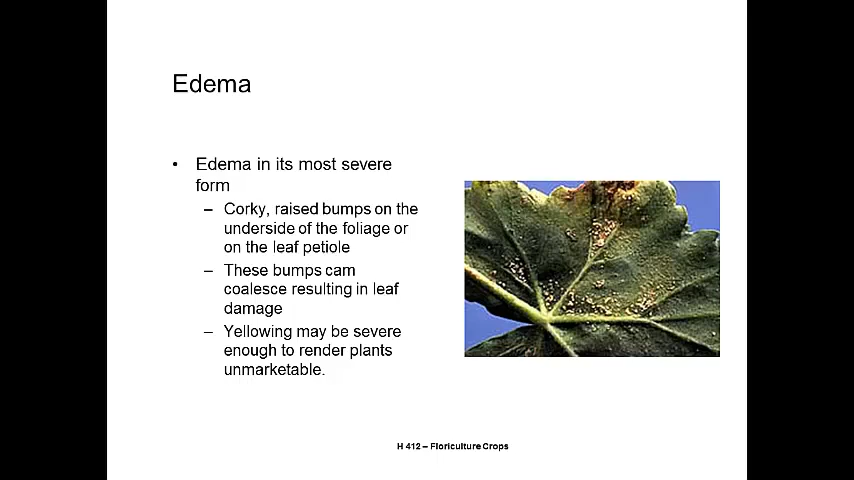 Edema
• Edema in its most severe
form
– Corky, raised bumps on the
underside of the foliage or
on the leaf petiole
– These bumps cam
coalesce resulting in leaf
damage
– Yellowing may be severe
enough to render plants
unmarketable.
H 412 – Floriculture Crops